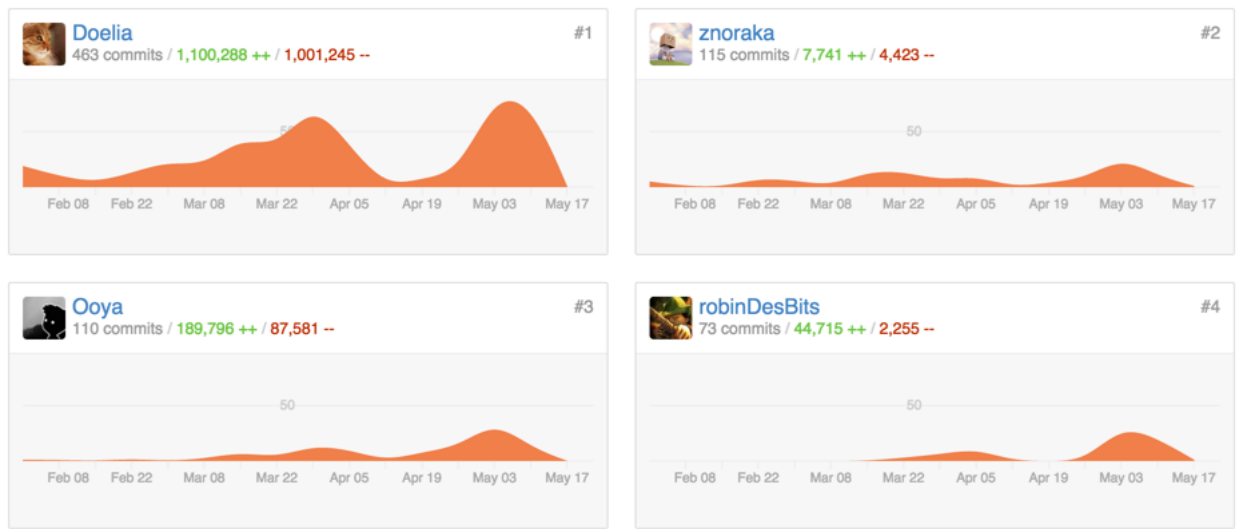 Doelia #1
463 commits / 1,100,288 ++ / 1,001,245 --
50
Feb 08 Feb 22 Mar 08 Mar 22 Apr 05 Apr 19 May 03 May 17
znoraka #2
115 commits / 7,741 ++ / 4,423 --
50
Feb 08 Feb 22 Mar 08 Mar 22 Apr 05 Apr 19 May 03 May 17
Ooya #3
110 commits / 189,796 ++ / 87,581 --
50
Feb 08 Feb 22 Mar 08 Mar 22 Apr 05 Apr 19 May 03 May 17
robinDesBits #4
73 commits / 44,715 ++ / 2,255 --
50
Feb 08 Feb 22 Mar 08 Mar 22 Apr 05 Apr 19 May 03 May 17